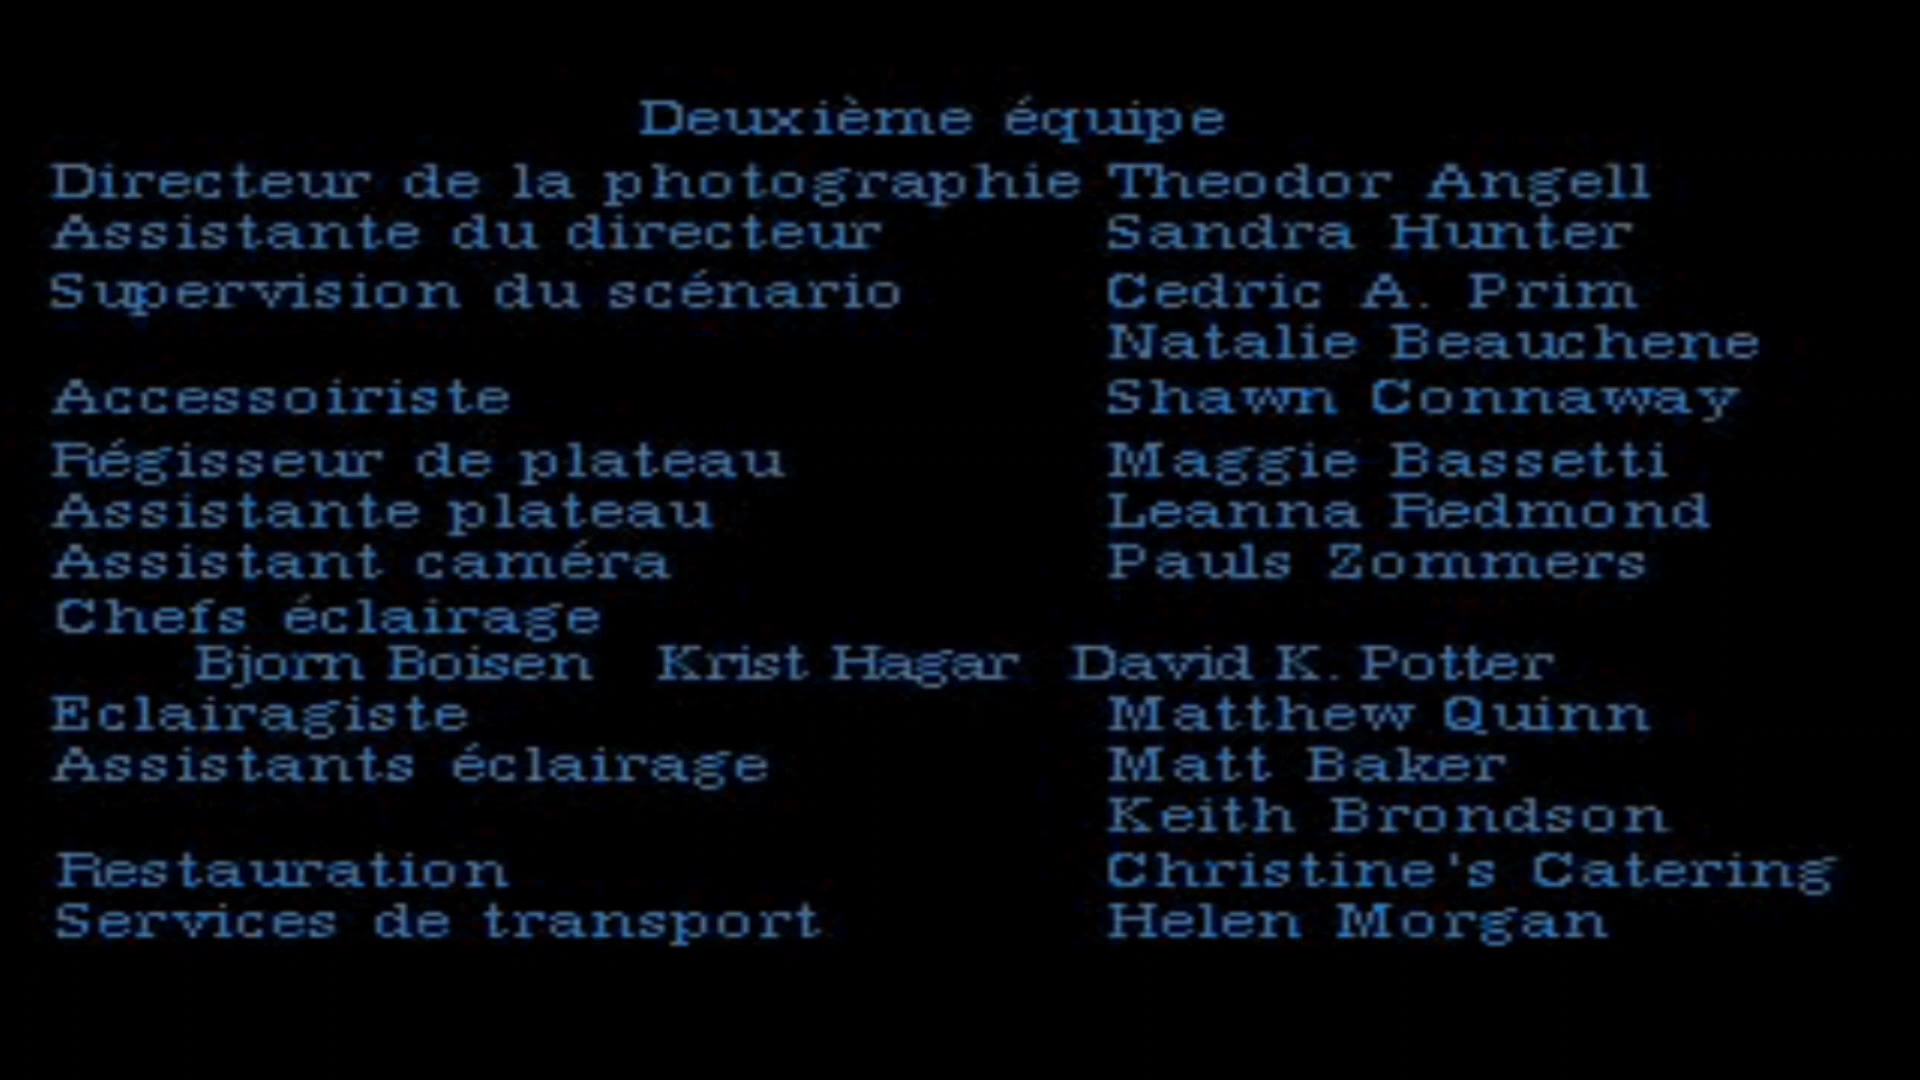 Deuxième équipe
Directeur de la photographie Theodor Angell
Assistante du directeur Sandra Hunter
Supervision du scénario Cedric A. Prim
Natalie Beauchene
Accessoiriste Shawn Connaway
Régisseur de plateau Maggie Bassetti
Assistante plateau Leanna Redmond
Assistant caméra Pauls Zommers
Chefs éclairage
Bjorn Boisen Krist Hagar David K. Potter
Eclairagiste Matthew Quinn
Assistants éclairage Matt Baker
Keith Brondson
Restauration Christine's Catering
Services de transport Helen Morgan